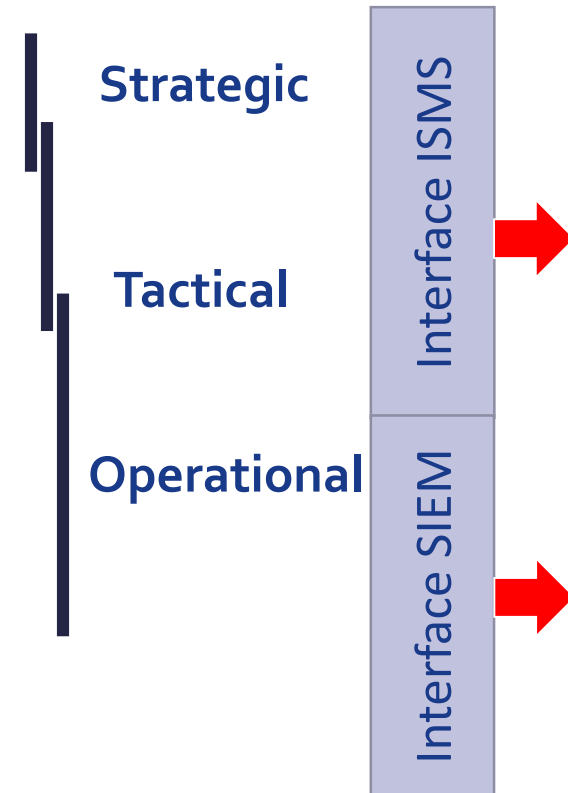 Strategic
Tactical
Operational
Interface ISMS
Interface SIEM